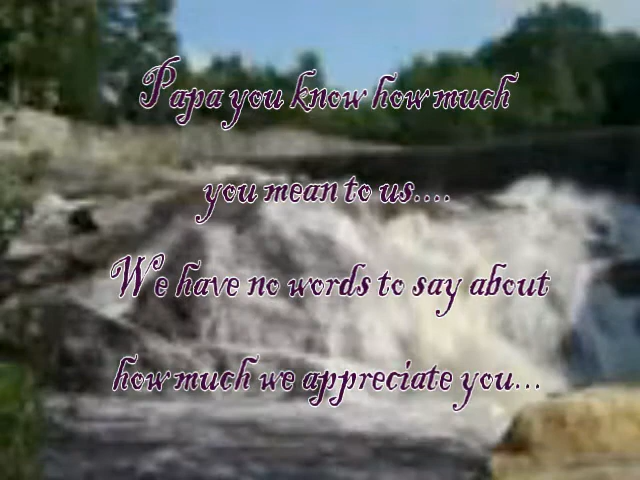 Papa you know how much
you mean to us....
We have no words to say about
how much we appreciate you...